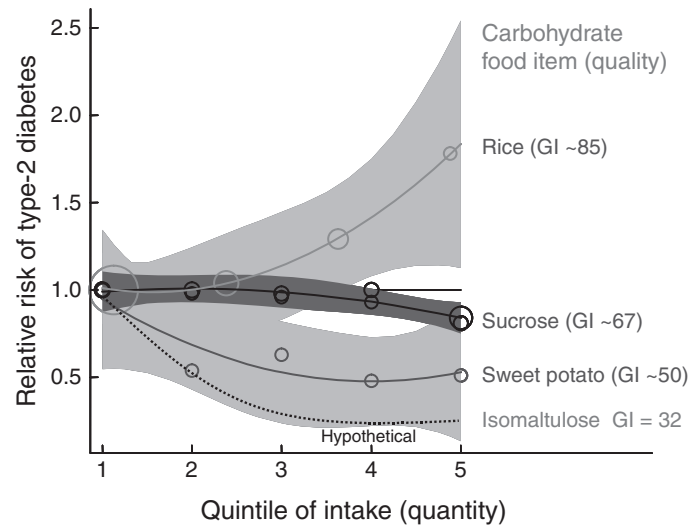 Relative risk of type-2 diabetes
2.5
2.0
1.5
1.0
0.5
Carbohydrate
food item (quality)
Rice (GI ~85)
Sucrose (GI ~67)
Sweet potato (GI ~50)
Isomaltulose GI = 32
Hypothetical
1 2 3 4 5
Quintile of intake (quantity)